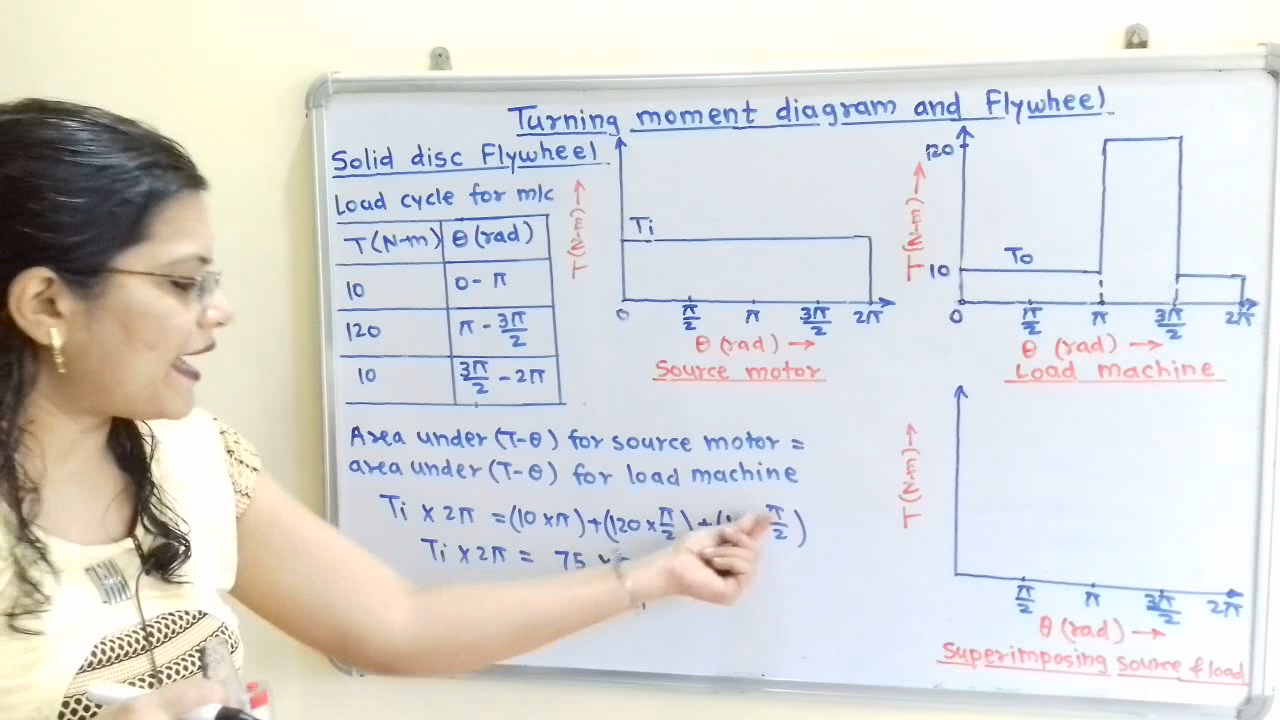 Turning moment diagram and Flywheel
Solid disc Flywheel
Load cycle for m/c
T(N-m) θ(rad)
10 0 - π
120 π - 3π/2
10 3π/2 - 2π
T(N-m) →
Ti
0 π/2 π 3π/2 2π
θ (rad) →
Source motor
T(N-m) →
120
10
To
0 π/2 π 3π/2 2π
θ (rad) →
Load machine
Area under (T-θ) for source motor =
area under (T-θ) for load machine
Ti × 2π = (10 × π) + (120 × π/2) + ( π/2)
Ti × 2π = 75
T(N-m) →
π/2 π 3π/2 2π
θ (rad) →
Superimposing source & load